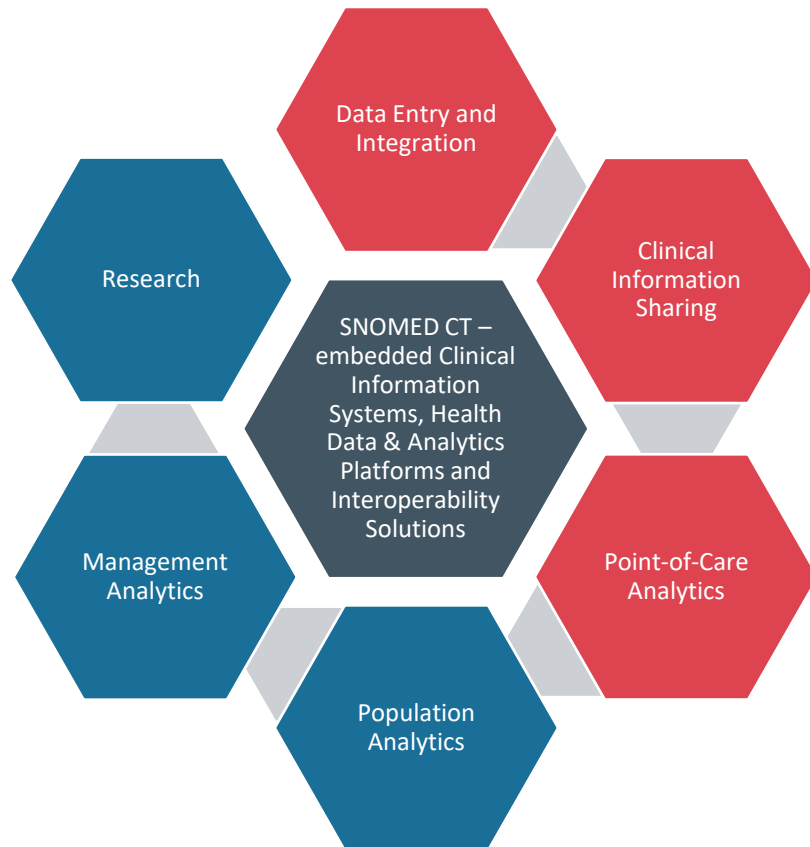 Data Entry and
Integration
Clinical
Information
Sharing
Point-of-Care
Analytics
Population
Analytics
Management
Analytics
Research
SNOMED CT –
embedded Clinical
Information
Systems, Health
Data & Analytics
Platforms and
Interoperability
Solutions